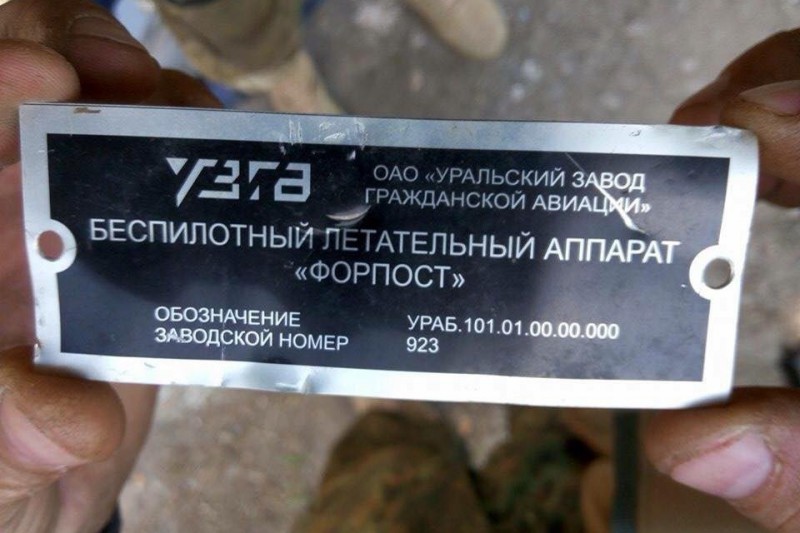 УЗГА
ОАО «УРАЛЬСКИЙ ЗАВОД
ГРАЖДАНСКОЙ АВИАЦИИ»
БЕСПИЛОТНЫЙ ЛЕТАТЕЛЬНЫЙ АППАРАТ
«ФОРПОСТ»
ОБОЗНАЧЕНИЕ УРАБ.101.01.00.00.000
ЗАВОДСКОЙ НОМЕР 923